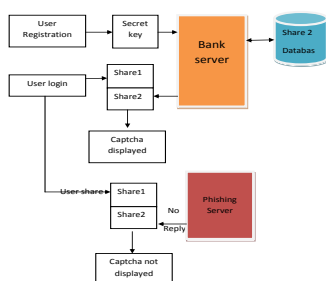 User
Registration
Secret
key
Bank
server
Share 2
Databas
User login
Share1
Share2
Captcha
displayed
User share
Share1
Share2
No
Reply
Phishing
Server
Captcha not
displayed